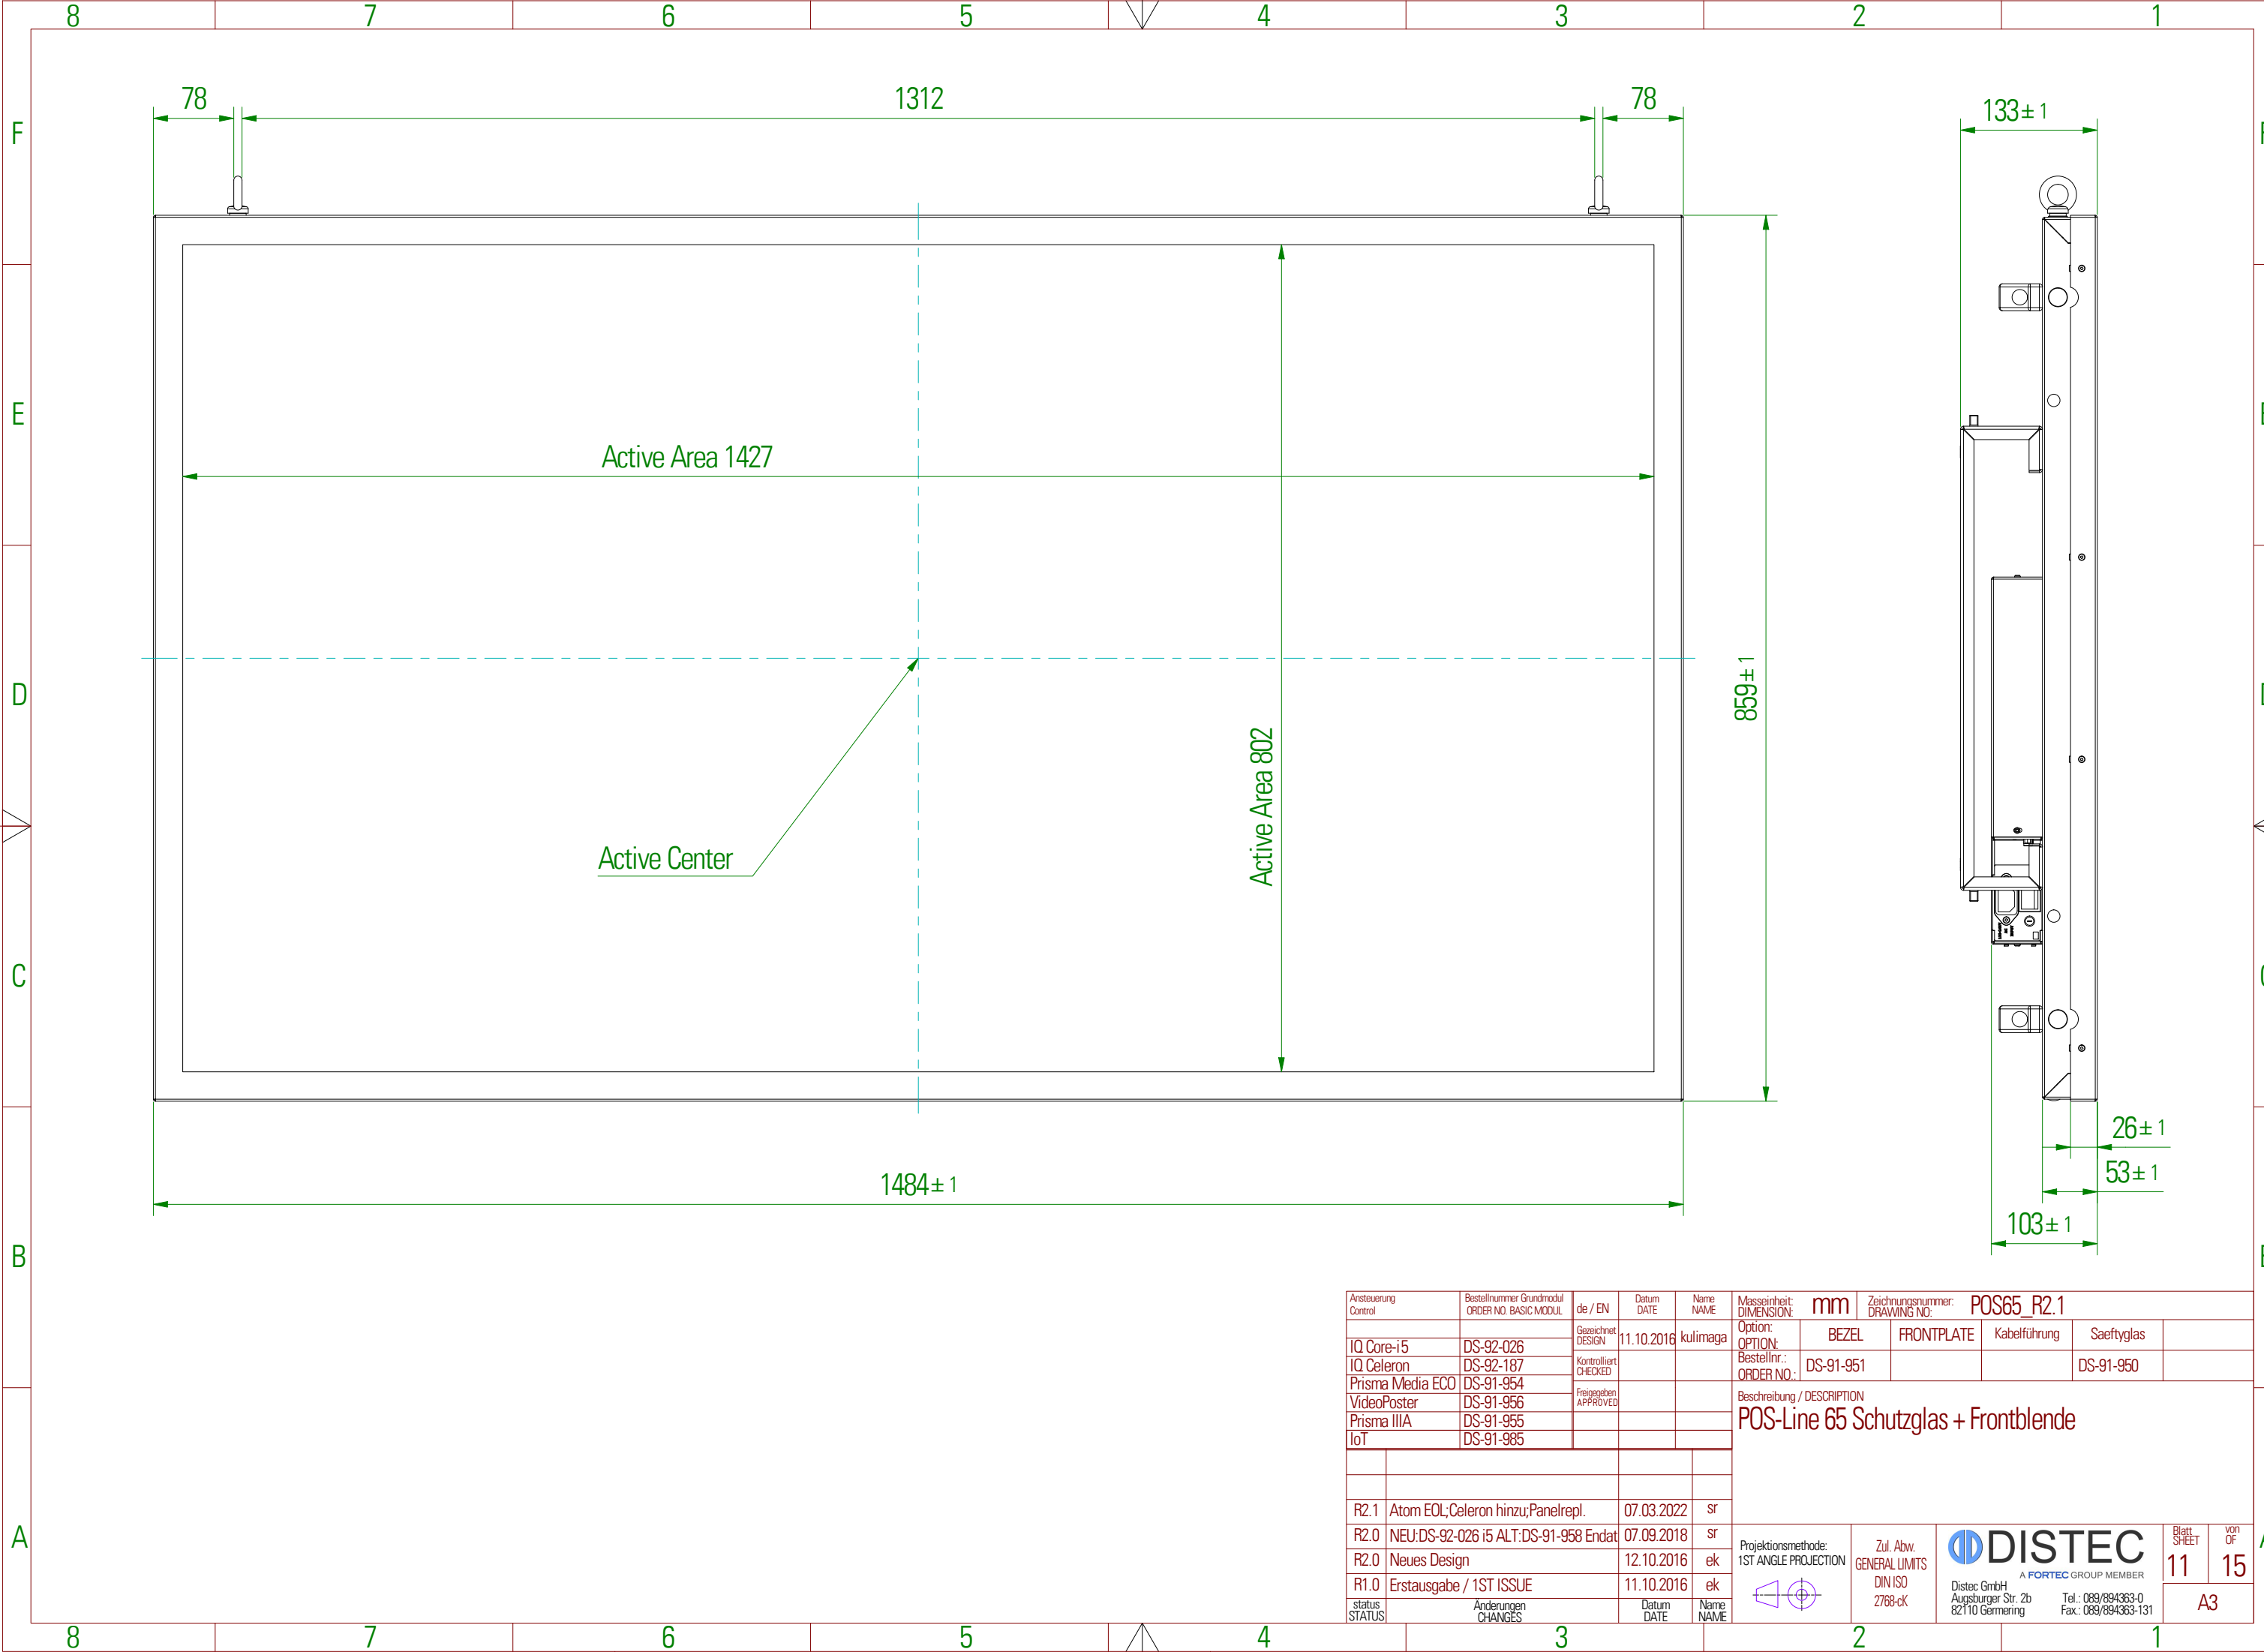 8 7 6 5 4 3 2 1
F
E
D
C
B
A
78
1312
78
133± 1
Active Area 1427
Active Area 802
Active Center
859± 1
1484± 1
26± 1
53± 1
103± 1
Ansteuerung
Control
Bestellnummer Grundmodul
ORDER NO. BASIC MODUL
IQ Core-i5 DS-92-026
IQ Celeron DS-92-187
Prisma Media ECO DS-91-954
VideoPoster DS-91-956
Prisma IIIA DS-91-955
IoT DS-91-985
de / EN
Datum
DATE
Name
NAME
Gezeichnet
DESIGN
11.10.2016 kulimaga
Kontrolliert
CHECKED
Freigegeben
APPROVED
Masseinheit:
DIMENSION:
mm
Zeichnungsnummer:
DRAWING NO:
POS65_R2.1
Option:
OPTION:
BEZEL FRONTPLATE Kabelführung Saeftyglas
Bestellnr.:
ORDER NO.:
DS-91-951 DS-91-950
Beschreibung / DESCRIPTION
POS-Line 65 Schutzglas + Frontblende
R2.1 Atom EOL;Celeron hinzu;Panelrepl. 07.03.2022 sr
R2.0 NEU:DS-92-026 i5 ALT:DS-91-958 Endat 07.09.2018 sr
R2.0 Neues Design 12.10.2016 ek
R1.0 Erstausgabe / 1ST ISSUE 11.10.2016 ek
status
STATUS
Änderungen
CHANGES
Datum
DATE
Name
NAME
Projektionsmethode:
1ST ANGLE PROJECTION
Zul. Abw.
GENERAL LIMITS
DIN ISO
2768-cK
DISTEC
A FORTEC GROUP MEMBER
Distec GmbH
Augsburger Str. 2b
82110 Germering
Tel.: 089/894363-0
Fax.: 089/894363-131
Blatt
SHEET
11
von
OF
15
A3
8 7 6 5 4 3 2 1